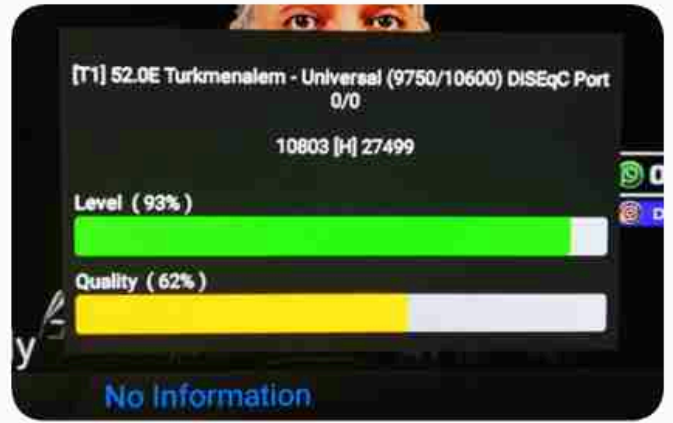 [T1] 52.0E Turkmenalem - Universal (9750/10600) DiSEqC Port
0/0
10803 [H] 27499
Level ( 93% )
0
D
Quality ( 62% )
y
No Information